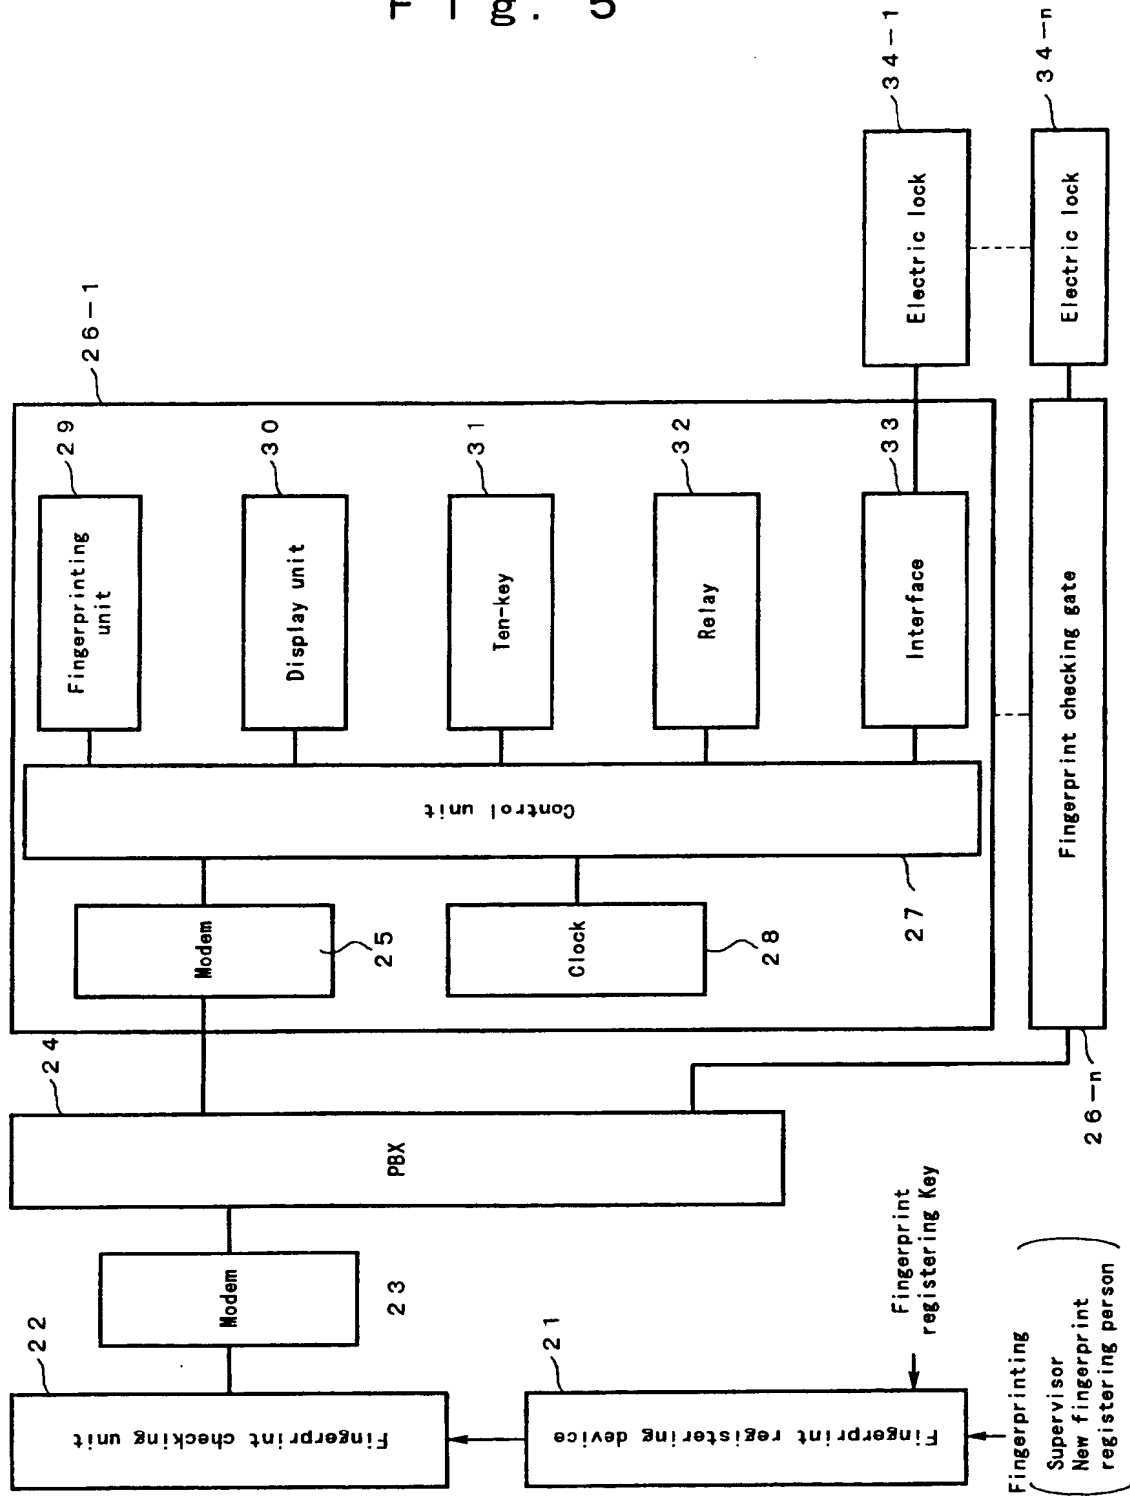 Fig. 5
22
Fingerprint checking unit
21
Fingerprint registering device
Fingerprinting
Supervisor
New fingerprint
registering person
Fingerprint
registering Key
Modem
23
24
PBX
26-1
Modem
25
Clock
28
Control unit
27
Fingerprinting
unit
29
Display unit
30
Ten-key
31
Relay
32
Interface
33
Electric lock
34-1
Fingerprint checking gate
26-n
Electric lock
34-n